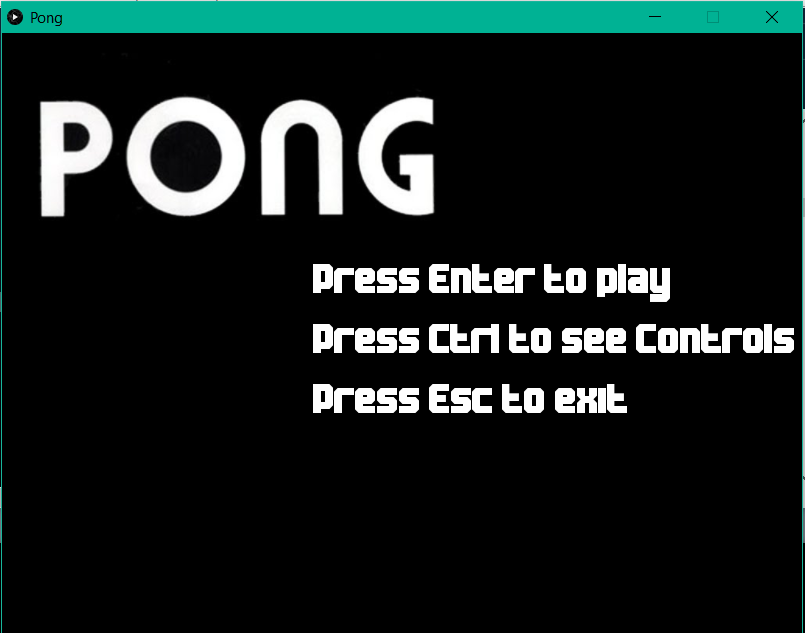 Pong
PONG
Press Enter to play
Press Ctrl to see Controls
Press Esc to exit